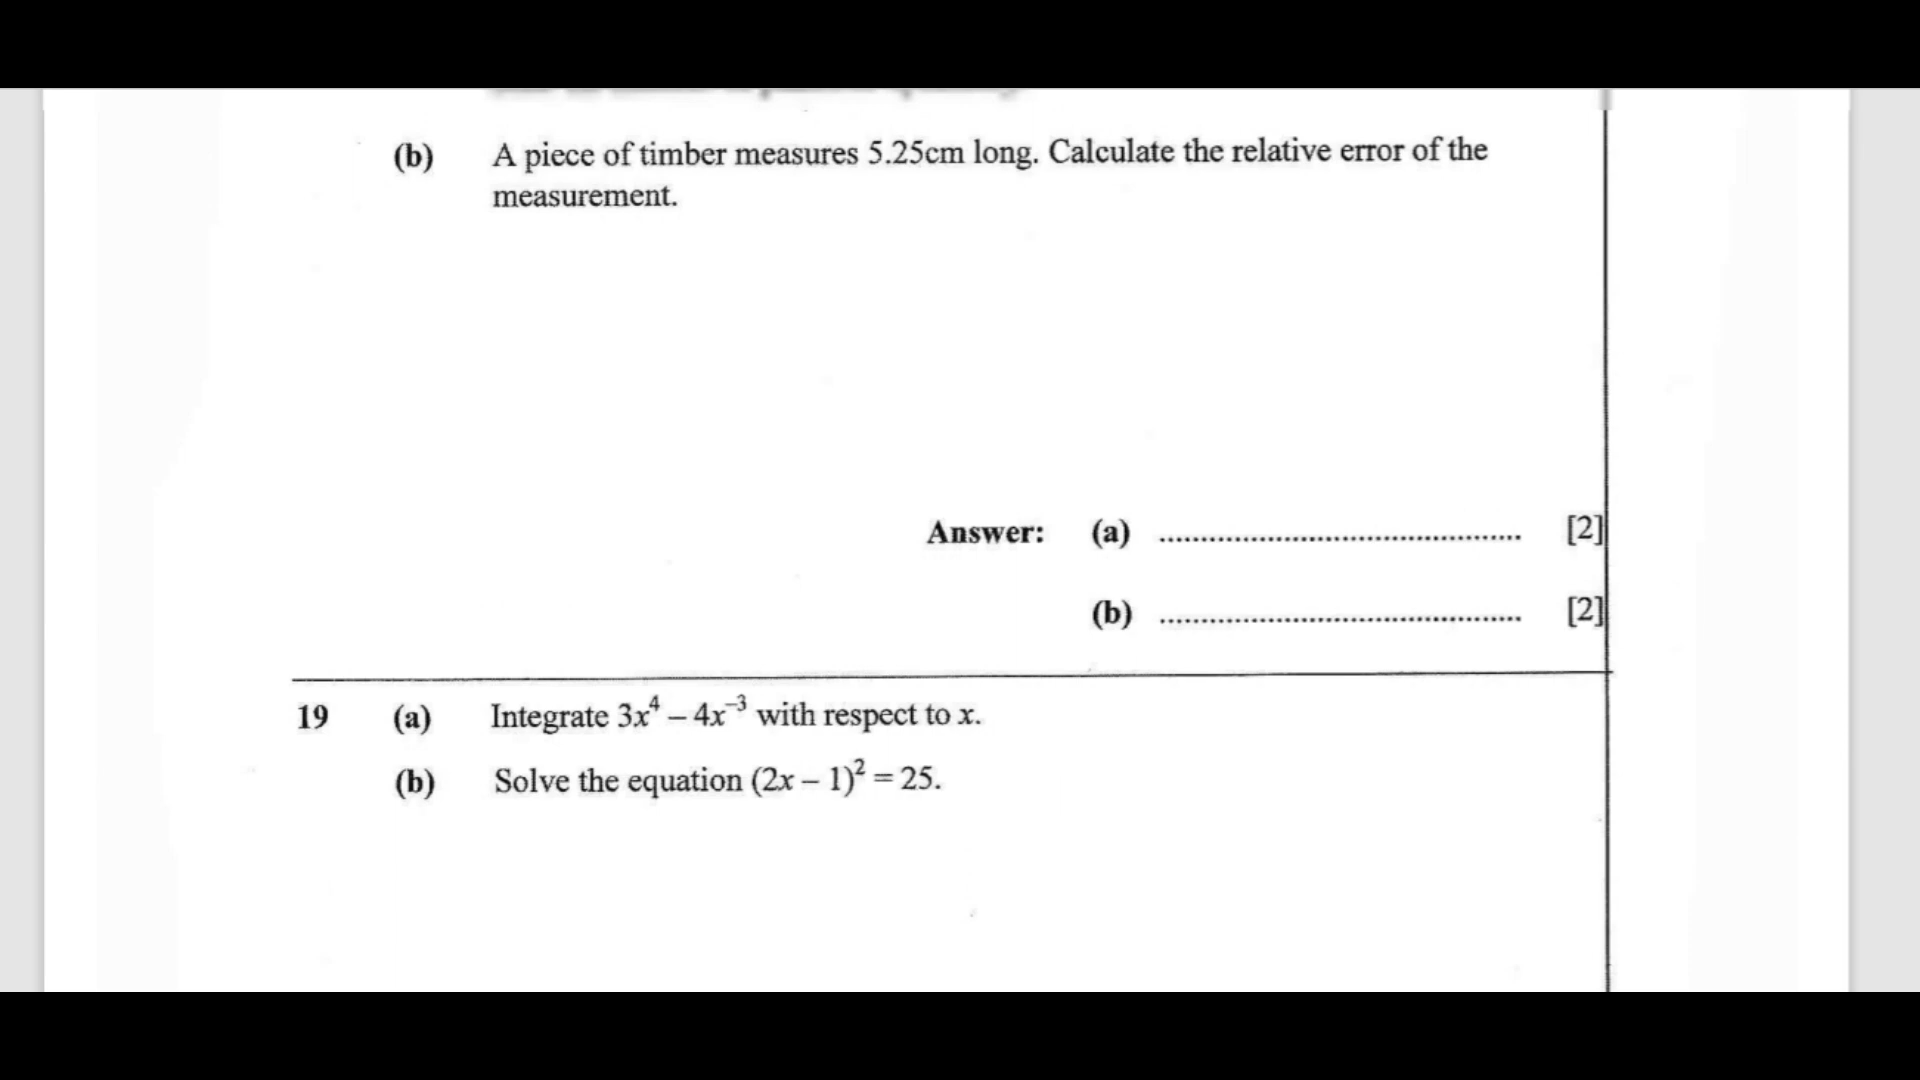 (b) A piece of timber measures 5.25cm long. Calculate the relative error of the
measurement.
Answer: (a) ............................................ [2]
(b) ............................................ [2]
19 (a) Integrate 3x⁴ – 4x⁻³ with respect to x.
(b) Solve the equation (2x – 1)² = 25.